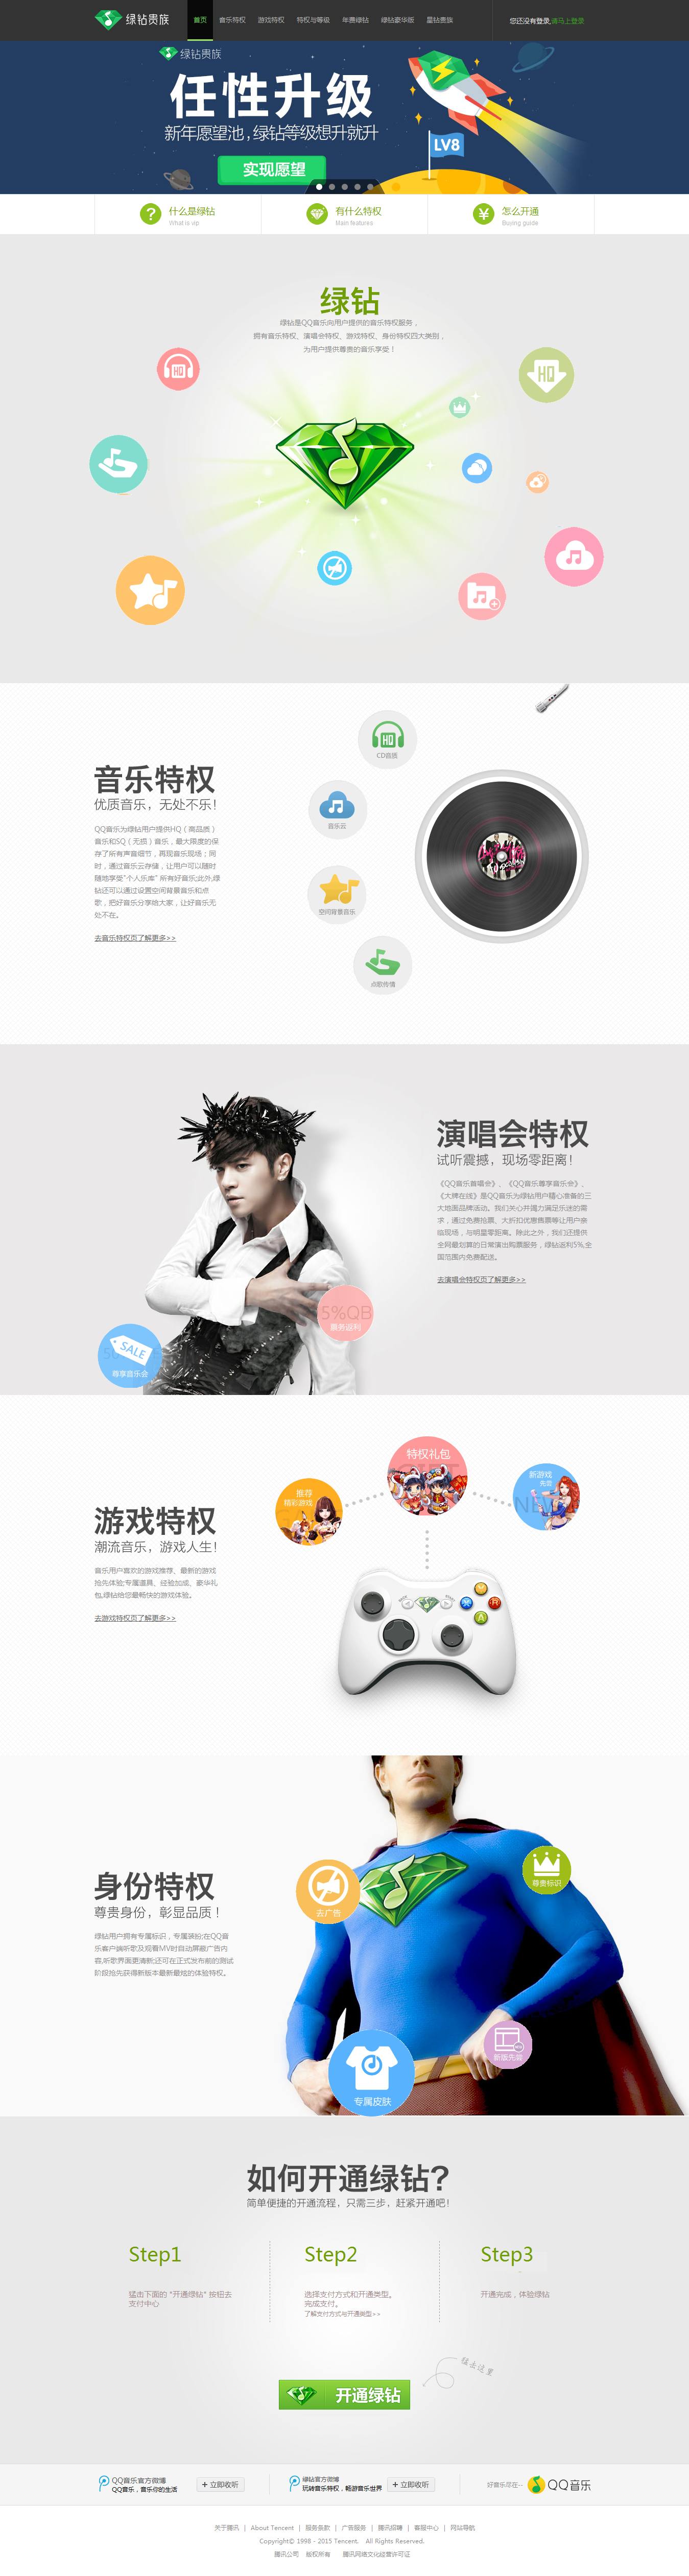 绿钻贵族
首页 音乐特权 游戏特权 特权与等级 年费绿钻 绿钻豪华版 星钻贵族
您还没有登录,请马上登录
绿钻贵族
任性升级
新年愿望池,绿钻等级想升就升
LV8
实现愿望
什么是绿钻
What is vip
有什么特权
Main features
怎么开通
Buying guide
绿钻
绿钻是QQ音乐向用户提供的音乐特权服务，
拥有音乐特权、演唱会特权、游戏特权、身份特权四大类别，
为用户提供尊贵的音乐享受！
HQ
HQ
音乐特权
优质音乐，无处不乐！
QQ音乐为绿钻用户提供HQ（高品质）
音乐和SQ（无损）音乐，最大限度的保
存了所有声音细节，再现音乐现场；同
时，通过音乐云存储，让用户可以随时
随地享受"个人乐库" 所有好音乐;此外,绿
钻还可以通过设置空间背景音乐和点
歌，把好音乐分享给大家，让好音乐无
处不在。
去音乐特权页了解更多>>
HQ
CD音质
音乐云
空间背景音乐
点歌传情
演唱会特权
试听震撼，现场零距离！
《QQ音乐首唱会》、《QQ音乐尊享音乐会》、
《大牌在线》是QQ音乐为绿钻用户精心准备的三
大地面品牌活动。我们关心并竭力满足乐迷的需
求，通过免费抢票、大折扣优惠售票等让用户亲
临现场，与明星零距离。除此之外，我们还提供
全网最划算的日常演出购票服务，绿钻返利5%,全
国范围内免费配送。
去演唱会特权页了解更多>>
5%QB
票务返利
SALE
尊享音乐会
游戏特权
潮流音乐，游戏人生！
音乐用户喜欢的游戏推荐、最新的游戏
抢先体验;专属道具、经验加成、豪华礼
包,绿钻给您最畅快的游戏体验。
去游戏特权页了解更多>>
推荐
精彩游戏
特权礼包
GIFT
新游戏
先尝
NEW
M
X
R
A
身份特权
尊贵身份，彰显品质！
绿钻用户拥有专属标识，专属装扮;在QQ音
乐客户端听歌及观看MV时自动屏蔽广告内
容,听歌界面更清新;还可在正式发布前的测试
阶段抢先获得新版本最新最炫的体验特权。
去广告
尊贵标识
新版先尝
专属皮肤
如何开通绿钻?
简单便捷的开通流程，只需三步，赶紧开通吧!
Step1
猛击下面的 "开通绿钻" 按钮去
支付中心
Step2
选择支付方式和开通类型。
完成支付。
了解支付方式与开通类型>>
Step3
开通完成，体验绿钻
猛击这里
开通绿钻
QQ音乐官方微博
QQ音乐，音乐你的生活
+ 立即收听
绿钻官方微博
玩转音乐特权，畅游音乐世界
+ 立即收听
好音乐尽在--
QQ音乐
关于腾讯 | About Tencent | 服务条款 | 广告服务 | 腾讯招聘 | 客服中心 | 网站导航
Copyright© 1998 - 2015 Tencent. All Rights Reserved.
腾讯公司 版权所有 腾讯网络文化经营许可证